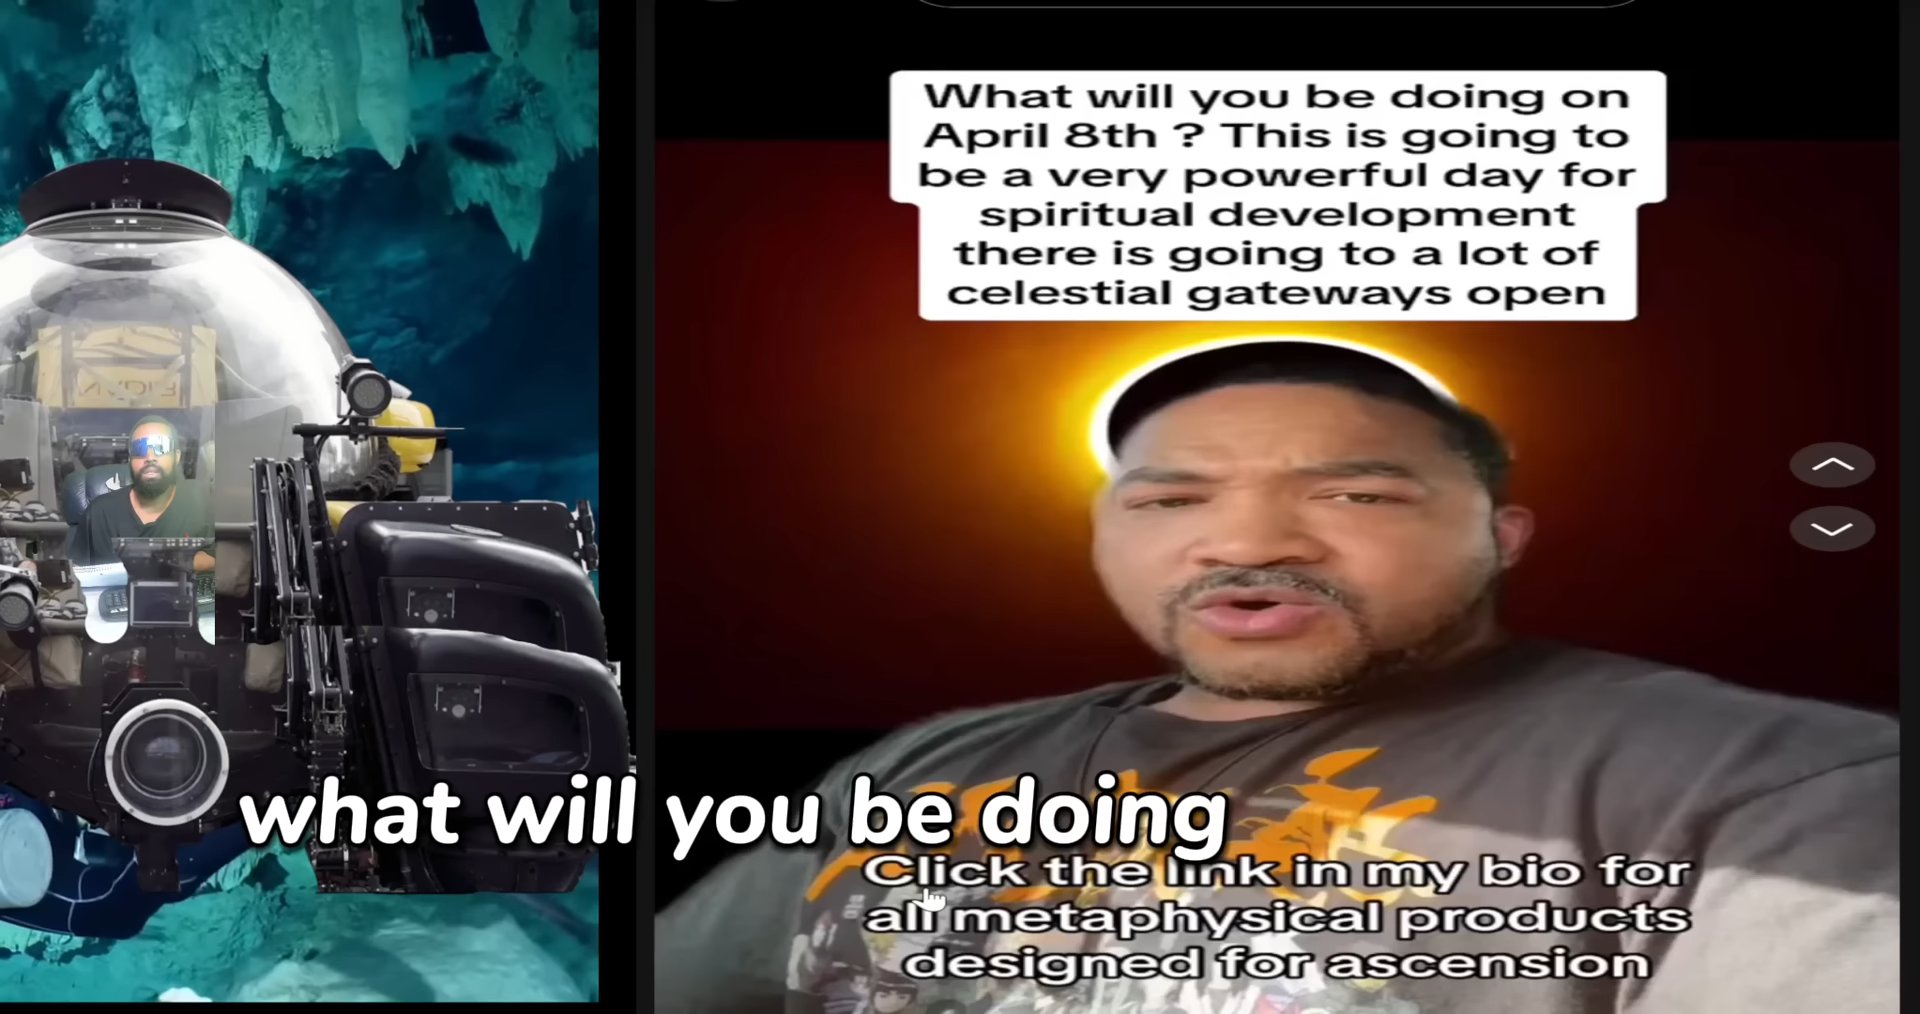 What will you be doing on
April 8th ? This is going to
be a very powerful day for
spiritual development
there is going to a lot of
celestial gateways open
what will you be doing
Click the link in my bio for
all metaphysical products
designed for ascension